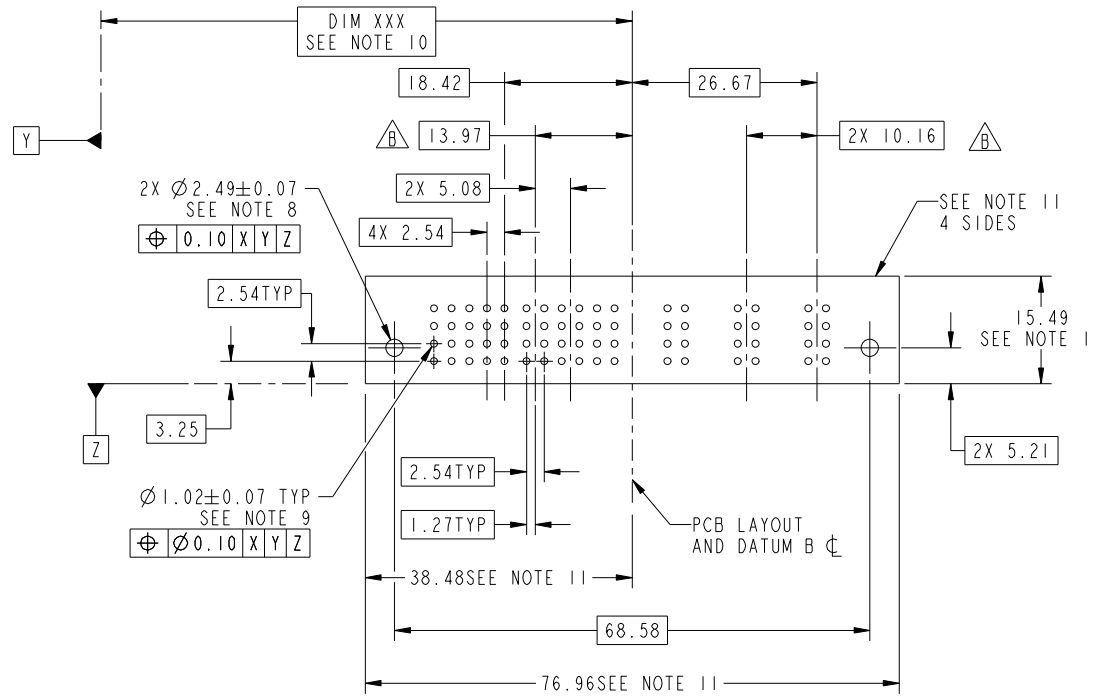 DIM XXX
SEE NOTE 10
18.42
26.67
Y
B
13.97
2X 10.16
B
2X Ø2.49±0.07
SEE NOTE 8
⌖ 0.10 X Y Z
2X 5.08
4X 2.54
SEE NOTE 11
4 SIDES
2.54TYP
15.49
SEE NOTE 1
3.25
Z
2X 5.21
2.54TYP
Ø1.02±0.07 TYP
SEE NOTE 9
⌖ Ø0.10 X Y Z
1.27TYP
PCB LAYOUT
AND DATUM B ℄
38.48SEE NOTE 11
68.58
76.96SEE NOTE 11